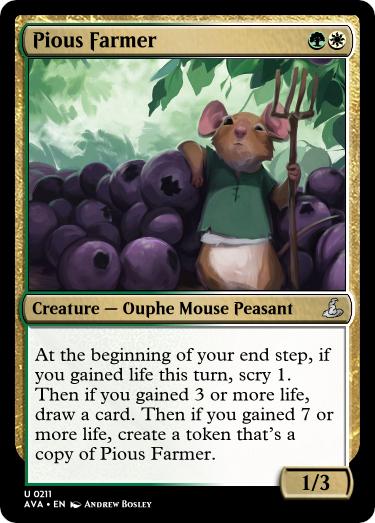 Pious Farmer
Creature — Ouphe Mouse Peasant
At the beginning of your end step, if
you gained life this turn, scry 1.
Then if you gained 3 or more life,
draw a card. Then if you gained 7 or
more life, create a token that's a
copy of Pious Farmer.
1/3
U 0211
AVA • EN Andrew Bosley